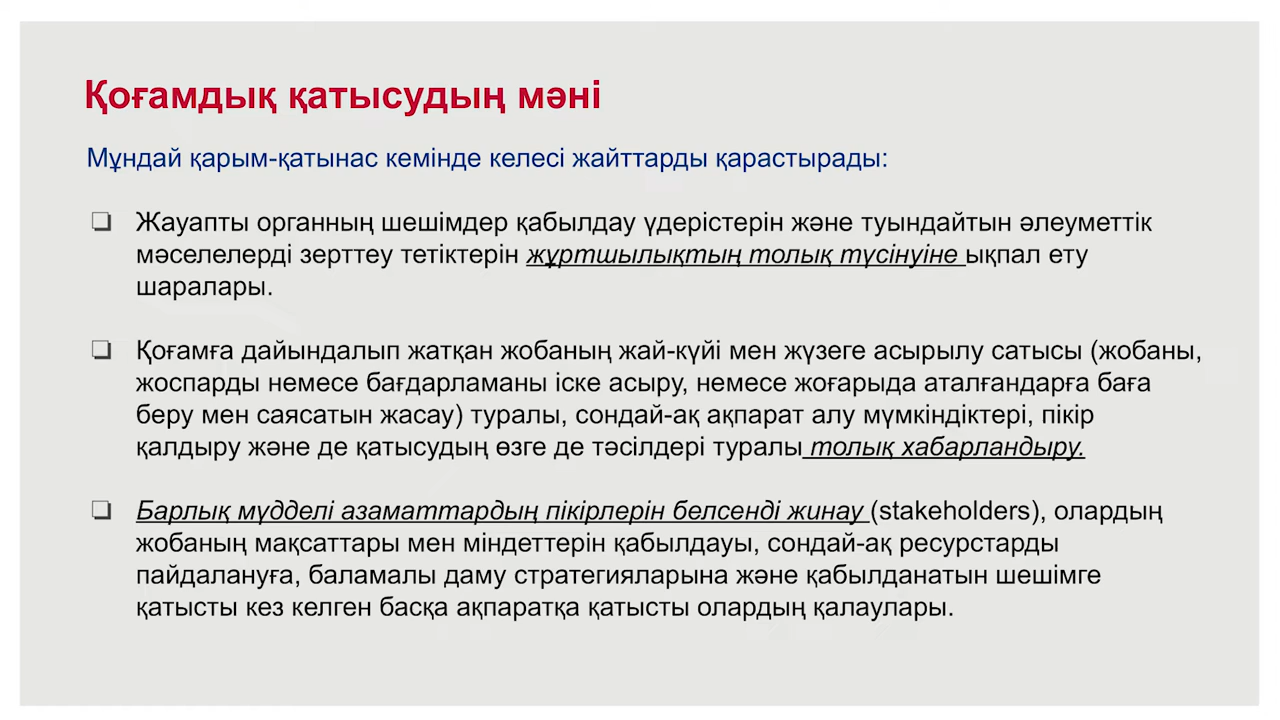 Қоғамдық қатысудың мәні
Мұндай қарым-қатынас кемінде келесі жайттарды қарастырады:
❏ Жауапты органның шешімдер қабылдау үдерістерін және туындайтын әлеуметтік
мәселелерді зерттеу тетіктерін жұртшылықтың толық түсінуіне ықпал ету
шаралары.
❏ Қоғамға дайындалып жатқан жобаның жай-күйі мен жүзеге асырылу сатысы (жобаны,
жоспарды немесе бағдарламаны іске асыру, немесе жоғарыда аталғандарға баға
беру мен саясатын жасау) туралы, сондай-ақ ақпарат алу мүмкіндіктері, пікір
қалдыру және де қатысудың өзге де тәсілдері туралы толық хабарландыру.
❏ Барлық мүдделі азаматтардың пікірлерін белсенді жинау (stakeholders), олардың
жобаның мақсаттары мен міндеттерін қабылдауы, сондай-ақ ресурстарды
пайдалануға, баламалы даму стратегияларына және қабылданатын шешімге
қатысты кез келген басқа ақпаратқа қатысты олардың қалаулары.